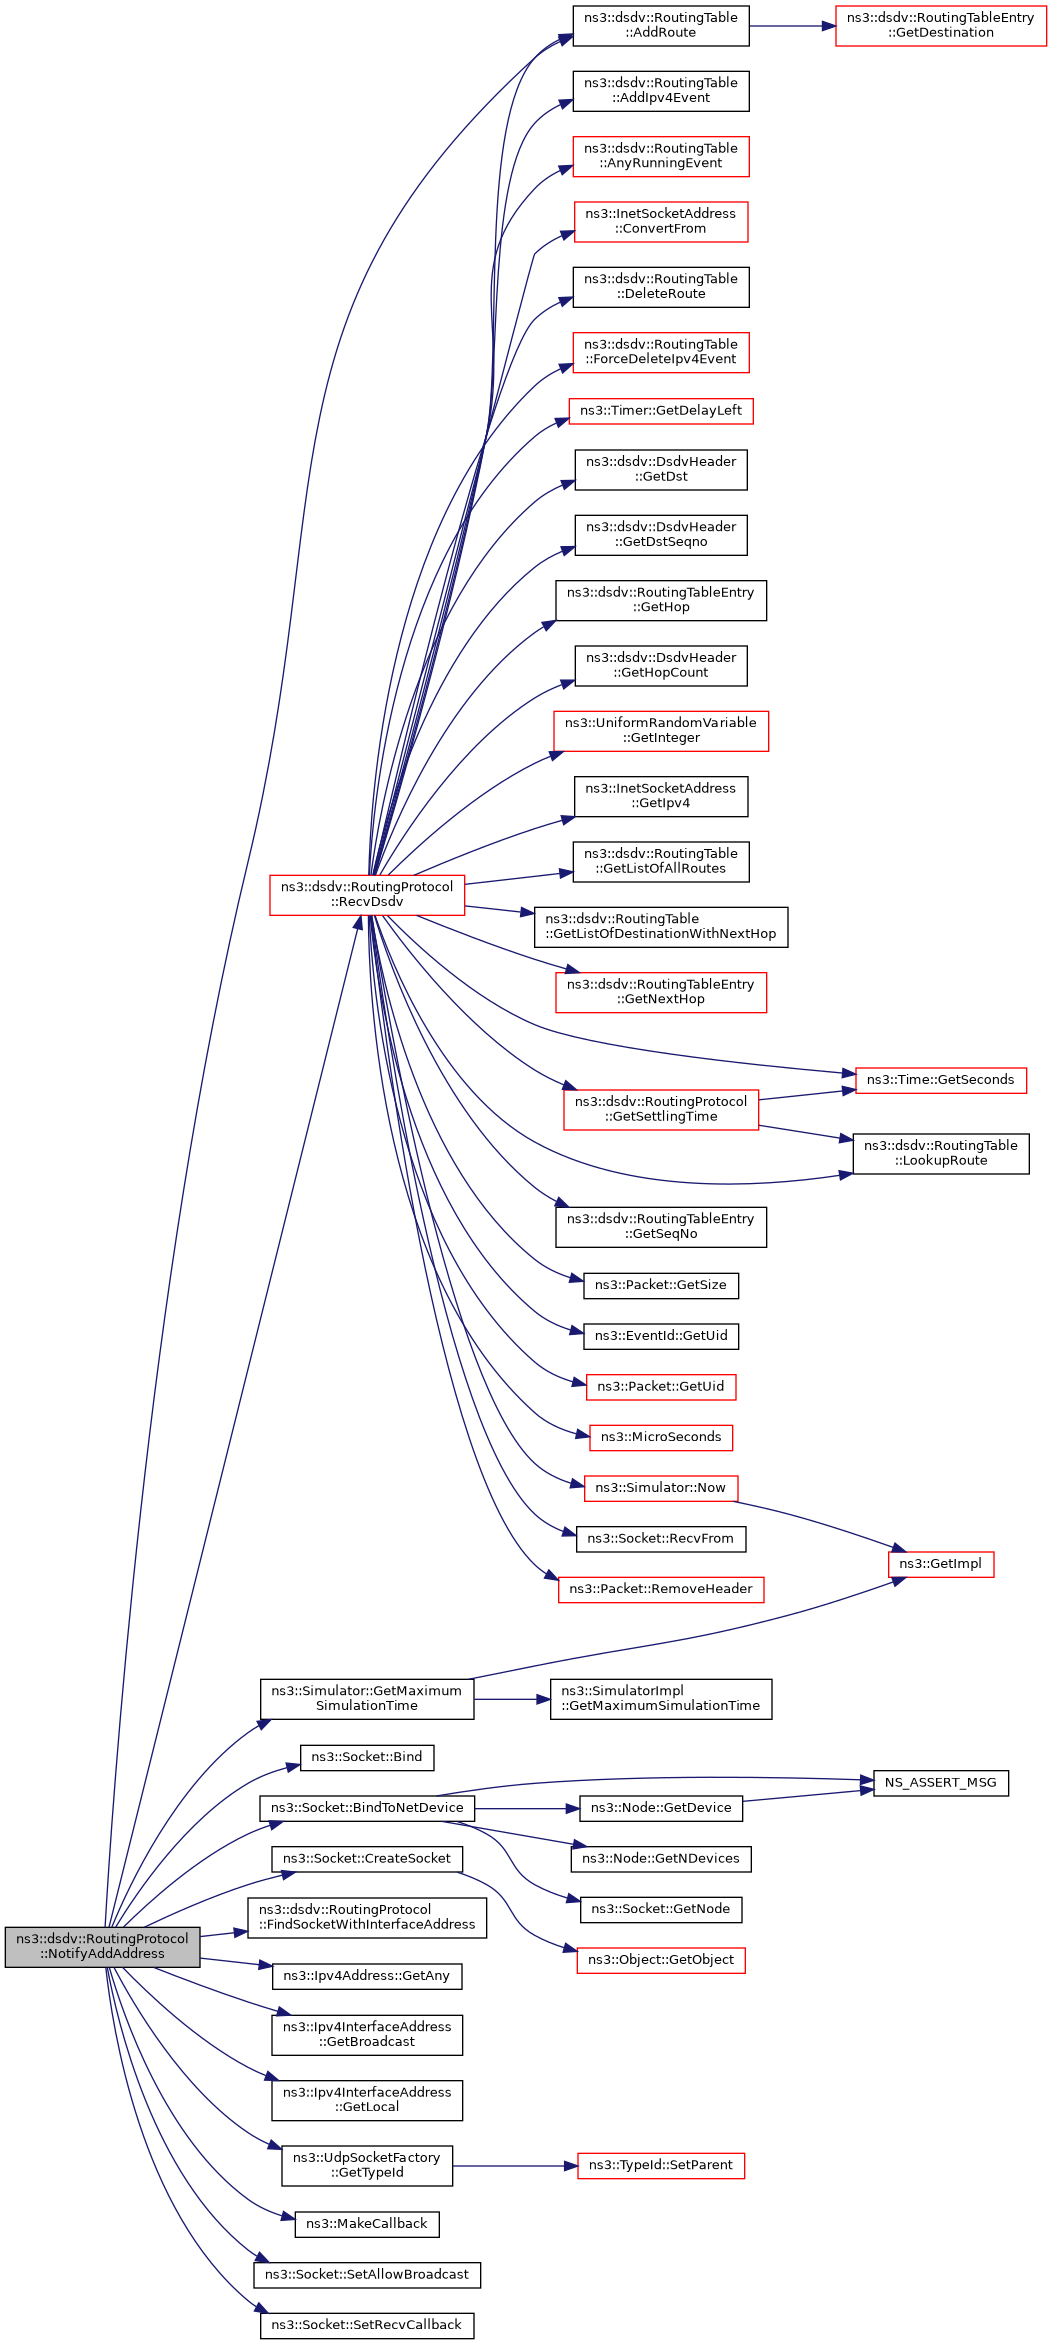 ns3::dsdv::RoutingTable
::AddRoute
ns3::dsdv::RoutingTableEntry
::GetDestination
ns3::dsdv::RoutingTable
::AddIpv4Event
ns3::dsdv::RoutingTable
::AnyRunningEvent
ns3::InetSocketAddress
::ConvertFrom
ns3::dsdv::RoutingTable
::DeleteRoute
ns3::dsdv::RoutingTable
::ForceDeleteIpv4Event
ns3::Timer::GetDelayLeft
ns3::dsdv::DsdvHeader
::GetDst
ns3::dsdv::DsdvHeader
::GetDstSeqno
ns3::dsdv::RoutingTableEntry
::GetHop
ns3::dsdv::DsdvHeader
::GetHopCount
ns3::UniformRandomVariable
::GetInteger
ns3::InetSocketAddress
::GetIpv4
ns3::dsdv::RoutingTable
::GetListOfAllRoutes
ns3::dsdv::RoutingProtocol
::RecvDsdv
ns3::dsdv::RoutingTable
::GetListOfDestinationWithNextHop
ns3::dsdv::RoutingTableEntry
::GetNextHop
ns3::Time::GetSeconds
ns3::dsdv::RoutingProtocol
::GetSettlingTime
ns3::dsdv::RoutingTable
::LookupRoute
ns3::dsdv::RoutingTableEntry
::GetSeqNo
ns3::Packet::GetSize
ns3::EventId::GetUid
ns3::Packet::GetUid
ns3::MicroSeconds
ns3::Simulator::Now
ns3::Socket::RecvFrom
ns3::GetImpl
ns3::Packet::RemoveHeader
ns3::Simulator::GetMaximum
SimulationTime
ns3::SimulatorImpl
::GetMaximumSimulationTime
ns3::Socket::Bind
NS_ASSERT_MSG
ns3::Socket::BindToNetDevice
ns3::Node::GetDevice
ns3::Socket::CreateSocket
ns3::Node::GetNDevices
ns3::dsdv::RoutingProtocol
::FindSocketWithInterfaceAddress
ns3::Socket::GetNode
ns3::dsdv::RoutingProtocol
::NotifyAddAddress
ns3::Object::GetObject
ns3::Ipv4Address::GetAny
ns3::Ipv4InterfaceAddress
::GetBroadcast
ns3::Ipv4InterfaceAddress
::GetLocal
ns3::UdpSocketFactory
::GetTypeId
ns3::TypeId::SetParent
ns3::MakeCallback
ns3::Socket::SetAllowBroadcast
ns3::Socket::SetRecvCallback